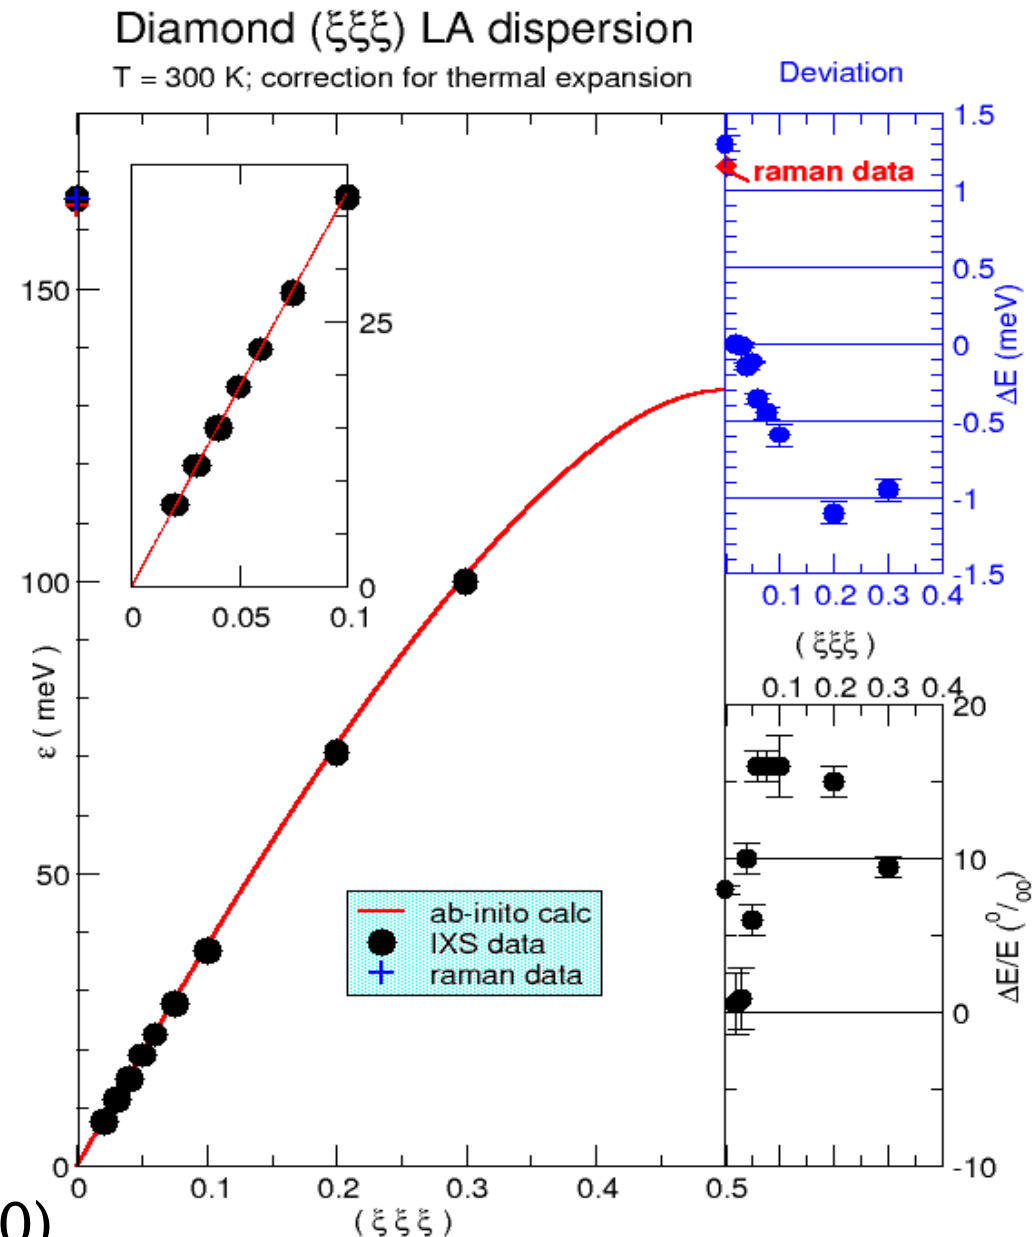 Diamond (ξξξ) LA dispersion
T = 300 K; correction for thermal expansion
Deviation
1.5
raman data
1
0.5
0
-0.5
-1
-1.5
ΔE (meV)
0.1 0.2 0.3 0.4
( ξξξ )
150
100
50
0
ε ( meV )
25
0
0 0.05 0.1
ab-inito calc
IXS data
raman data
0.1 0.2 0.3 0.4
20
10
0
-10
ΔE/E (⁰/₀₀)
0 0.1 0.2 0.3 0.4 0.5
( ξ ξ ξ )
0)